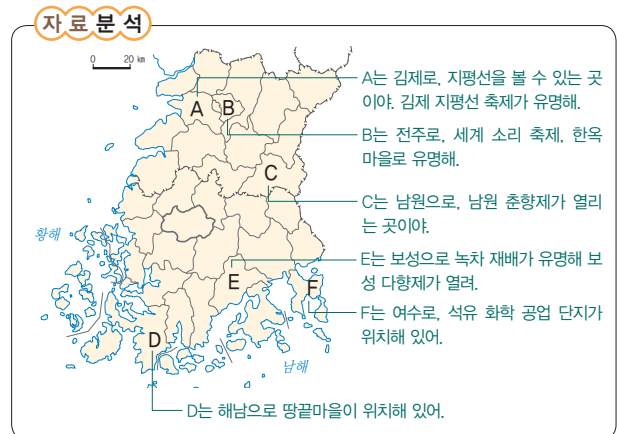 자료분석
0 20 km
A는 김제로, 지평선을 볼 수 있는 곳
이야. 김제 지평선 축제가 유명해.
A
B
B는 전주로, 세계 소리 축제, 한옥
마을로 유명해.
C
C는 남원으로, 남원 춘향제가 열리
는 곳이야.
황해
E는 보성으로 녹차 재배가 유명해 보
성 다향제가 열려.
E
F
F는 여수로, 석유 화학 공업 단지가
위치해 있어.
D
남해
D는 해남으로 땅끝마을이 위치해 있어.